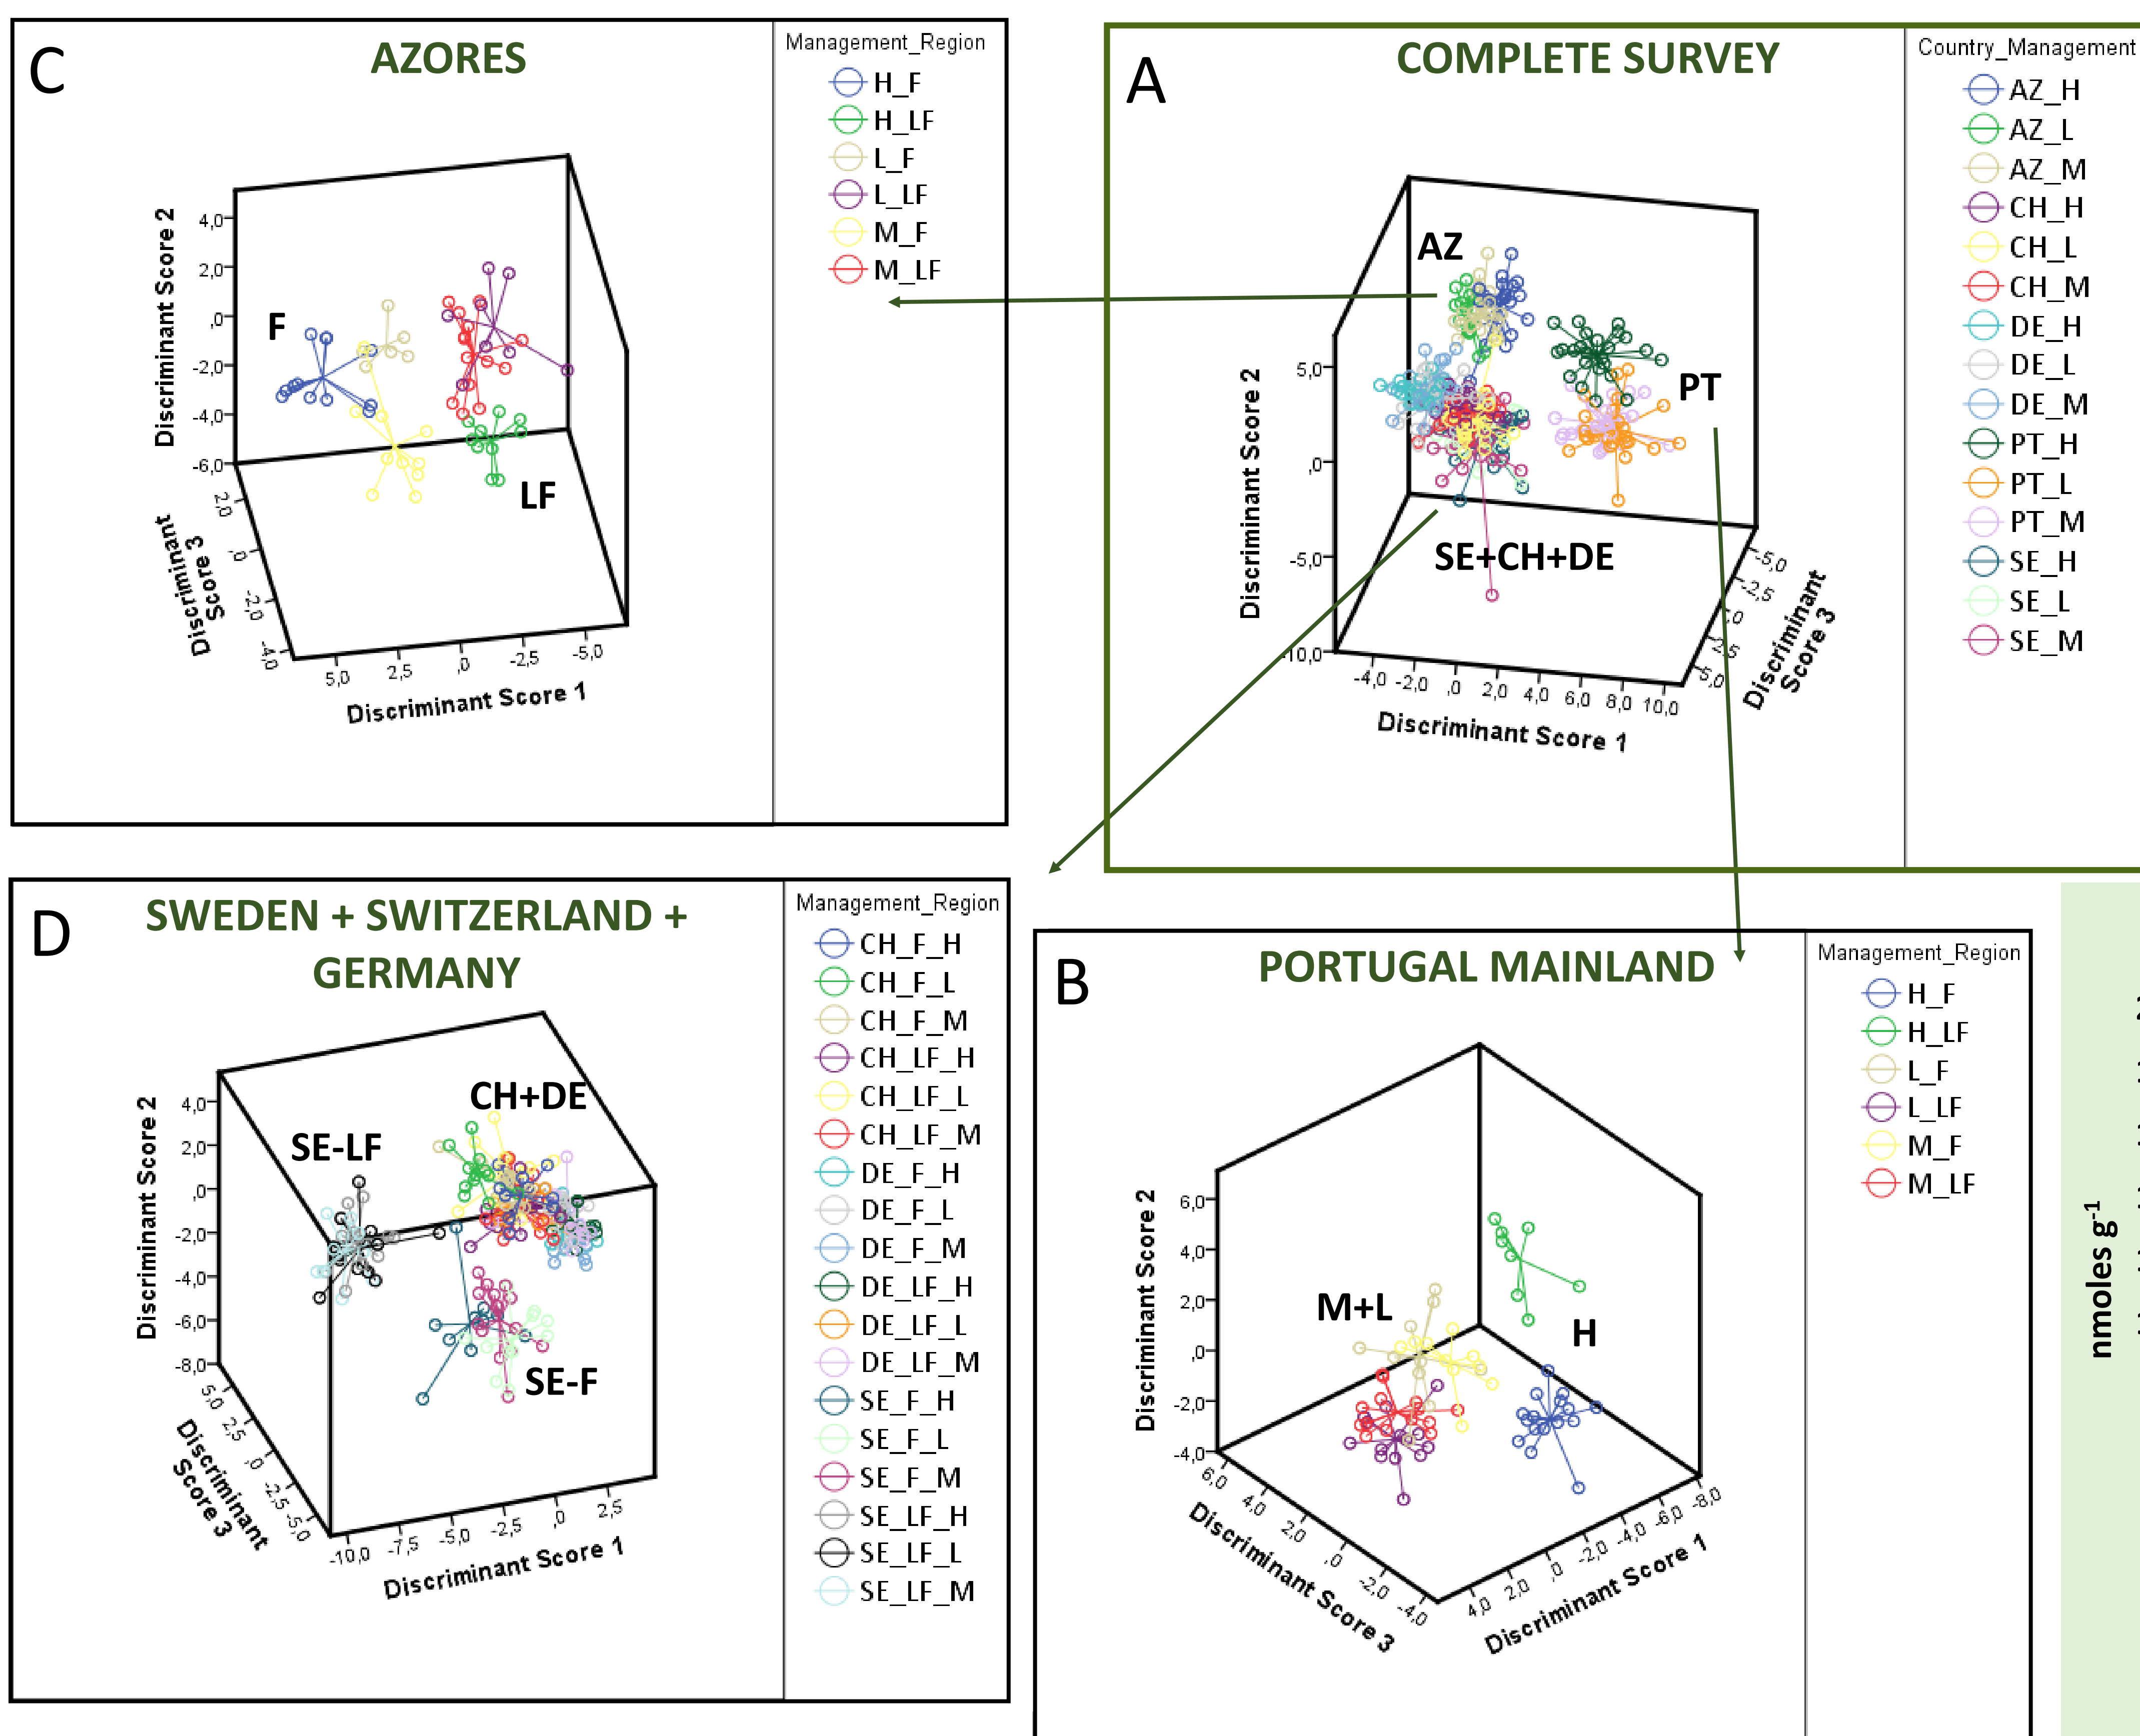 C
AZORES
Management_Region
H_F
H_LF
L_F
L_LF
M_F
M_LF
F
LF
Discriminant Score 2
4,0
2,0
,0
-2,0
-4,0
-6,0
Discriminant
Score 3
2,0
,0
-2,0
-4,0
5,0
2,5
,0
-2,5
-5,0
Discriminant Score 1
A
COMPLETE SURVEY
Country_Management
AZ_H
AZ_L
AZ_M
CH_H
CH_L
CH_M
DE_H
DE_L
DE_M
PT_H
PT_L
PT_M
SE_H
SE_L
SE_M
AZ
PT
SE+CH+DE
Discriminant Score 2
5,0
,0
-5,0
-10,0
-4,0
-2,0
,0
2,0
4,0
6,0
8,0
10,0
Discriminant Score 1
-5,0
-2,5
,0
2,5
5,0
Discriminant
Score 3
D
SWEDEN + SWITZERLAND +
GERMANY
Management_Region
CH_F_H
CH_F_L
CH_F_M
CH_LF_H
CH_LF_L
CH_LF_M
DE_F_H
DE_F_L
DE_F_M
DE_LF_H
DE_LF_L
DE_LF_M
SE_F_H
SE_F_L
SE_F_M
SE_LF_H
SE_LF_L
SE_LF_M
CH+DE
SE-LF
SE-F
Discriminant Score 2
4,0
2,0
,0
-2,0
-4,0
-6,0
-8,0
5,0
2,5
,0
-2,5
-5,0
Discriminant
Score 3
-10,0
-7,5
-5,0
-2,5
,0
2,5
Discriminant Score 1
B
PORTUGAL MAINLAND
Management_Region
H_F
H_LF
L_F
L_LF
M_F
M_LF
M+L
H
Discriminant Score 2
6,0
4,0
2,0
,0
-2,0
-4,0
6,0
4,0
2,0
,0
-2,0
-4,0
Discriminant Score 3
4,0
2,0
,0
-2,0
-4,0
-6,0
-8,0
Discriminant Score 1
nmoles g-1